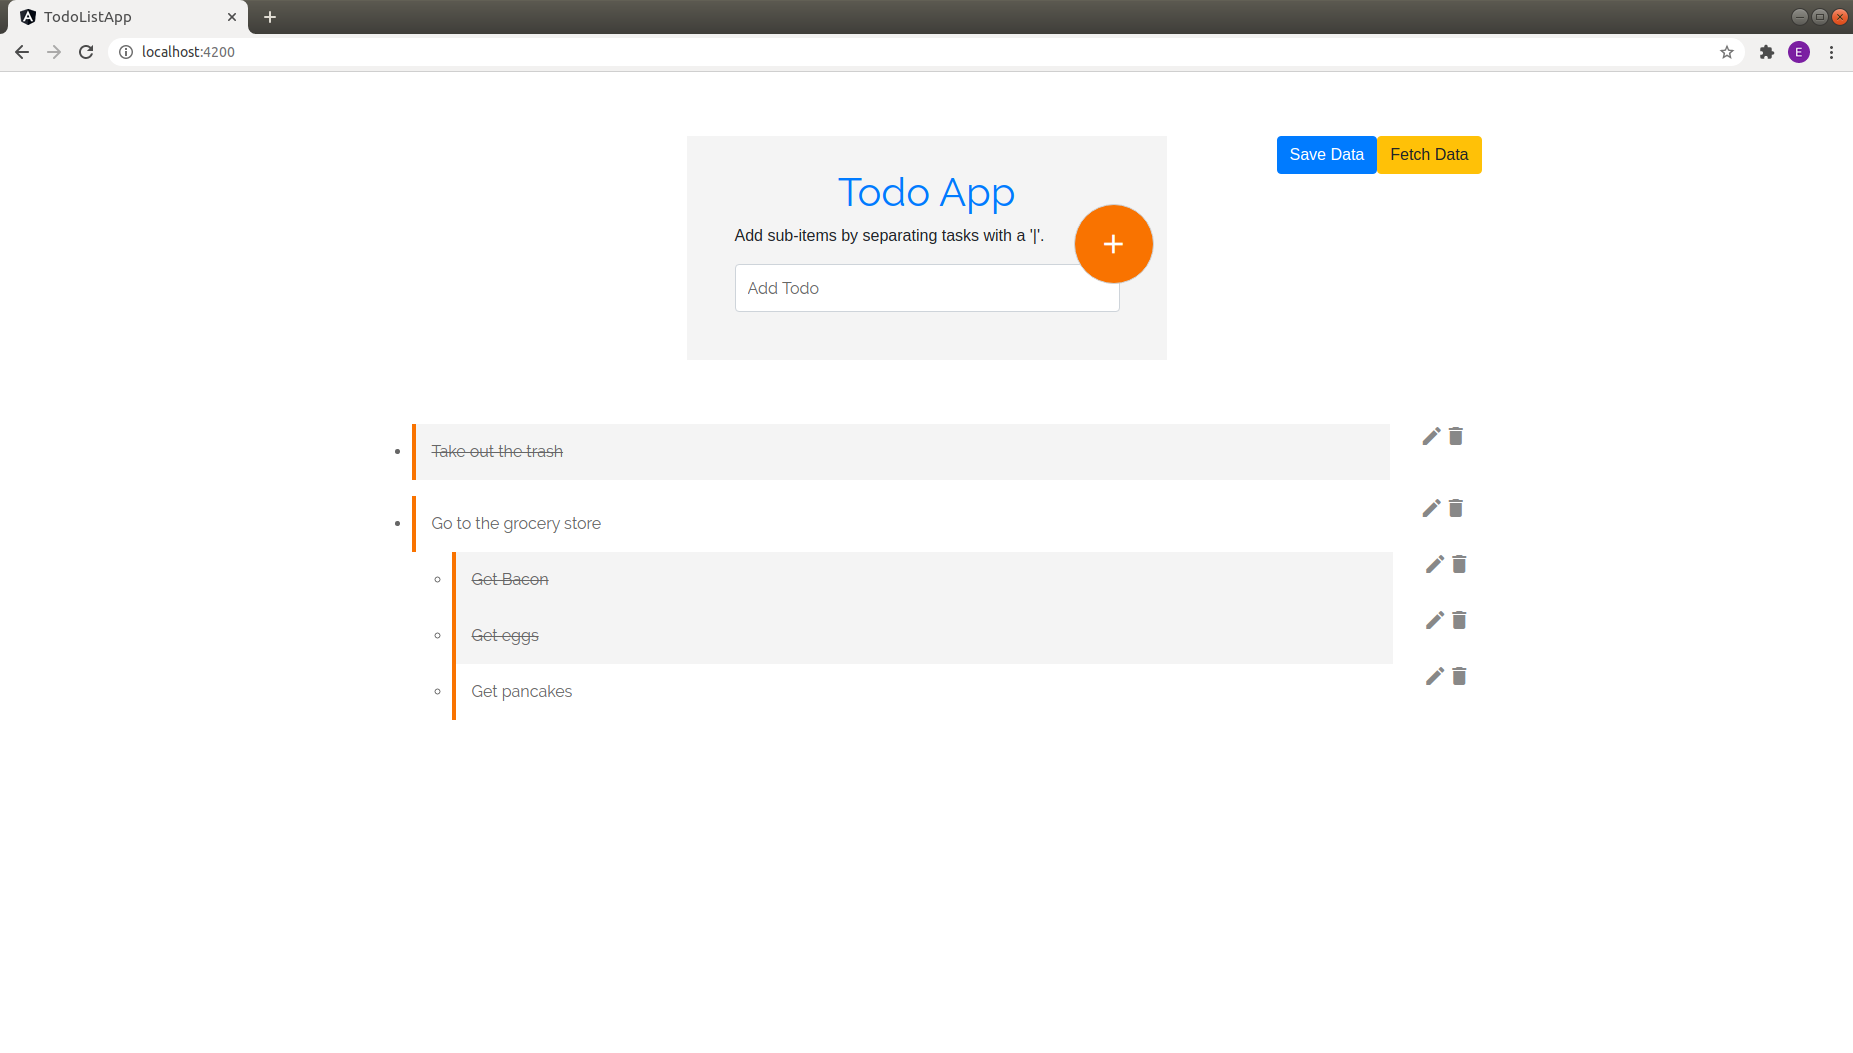 TodoListApp
localhost:4200
E
Save Data Fetch Data
Todo App
Add sub-items by separating tasks with a '|'.
+
Add Todo
Take out the trash
Go to the grocery store
Get Bacon
Get eggs
Get pancakes